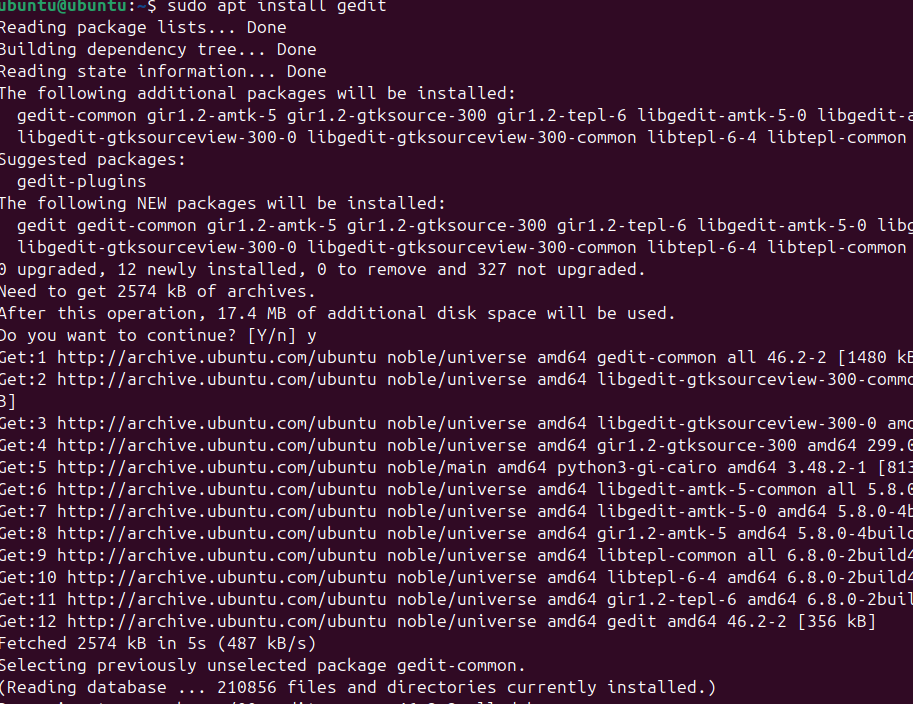 ubuntu@ubuntu:~$ sudo apt install gedit
Reading package lists... Done
Building dependency tree... Done
Reading state information... Done
The following additional packages will be installed:
  gedit-common gir1.2-amtk-5 gir1.2-gtksource-300 gir1.2-tepl-6 libgedit-amtk-5-0
  libgedit-gtksourceview-300-0 libgedit-gtksourceview-300-common libtepl-6-4 libtepl-common
Suggested packages:
  gedit-plugins
The following NEW packages will be installed:
  gedit gedit-common gir1.2-amtk-5 gir1.2-gtksource-300 gir1.2-tepl-6 libgedit-amtk-5-0
  libgedit-gtksourceview-300-0 libgedit-gtksourceview-300-common libtepl-6-4 libtepl-common
0 upgraded, 12 newly installed, 0 to remove and 327 not upgraded.
Need to get 2574 kB of archives.
After this operation, 17.4 MB of additional disk space will be used.
Do you want to continue? [Y/n] y
Get:1 http://archive.ubuntu.com/ubuntu noble/universe amd64 gedit-common all 46.2-2 [1480 kB
Get:2 http://archive.ubuntu.com/ubuntu noble/universe amd64 libgedit-gtksourceview-300-commo
B]
Get:3 http://archive.ubuntu.com/ubuntu noble/universe amd64 libgedit-gtksourceview-300-0 amd
Get:4 http://archive.ubuntu.com/ubuntu noble/universe amd64 gir1.2-gtksource-300 amd64 299.0
Get:5 http://archive.ubuntu.com/ubuntu noble/main amd64 python3-gi-cairo amd64 3.48.2-1 [813
Get:6 http://archive.ubuntu.com/ubuntu noble/universe amd64 libgedit-amtk-5-common all 5.8.0
Get:7 http://archive.ubuntu.com/ubuntu noble/universe amd64 libgedit-amtk-5-0 amd64 5.8.0-4b
Get:8 http://archive.ubuntu.com/ubuntu noble/universe amd64 gir1.2-amtk-5 amd64 5.8.0-4build
Get:9 http://archive.ubuntu.com/ubuntu noble/universe amd64 libtepl-common all 6.8.0-2build4
Get:10 http://archive.ubuntu.com/ubuntu noble/universe amd64 libtepl-6-4 amd64 6.8.0-2build4
Get:11 http://archive.ubuntu.com/ubuntu noble/universe amd64 gir1.2-tepl-6 amd64 6.8.0-2buil
Get:12 http://archive.ubuntu.com/ubuntu noble/universe amd64 gedit amd64 46.2-2 [356 kB]
Fetched 2574 kB in 5s (487 kB/s)
Selecting previously unselected package gedit-common.
(Reading database ... 210856 files and directories currently installed.)